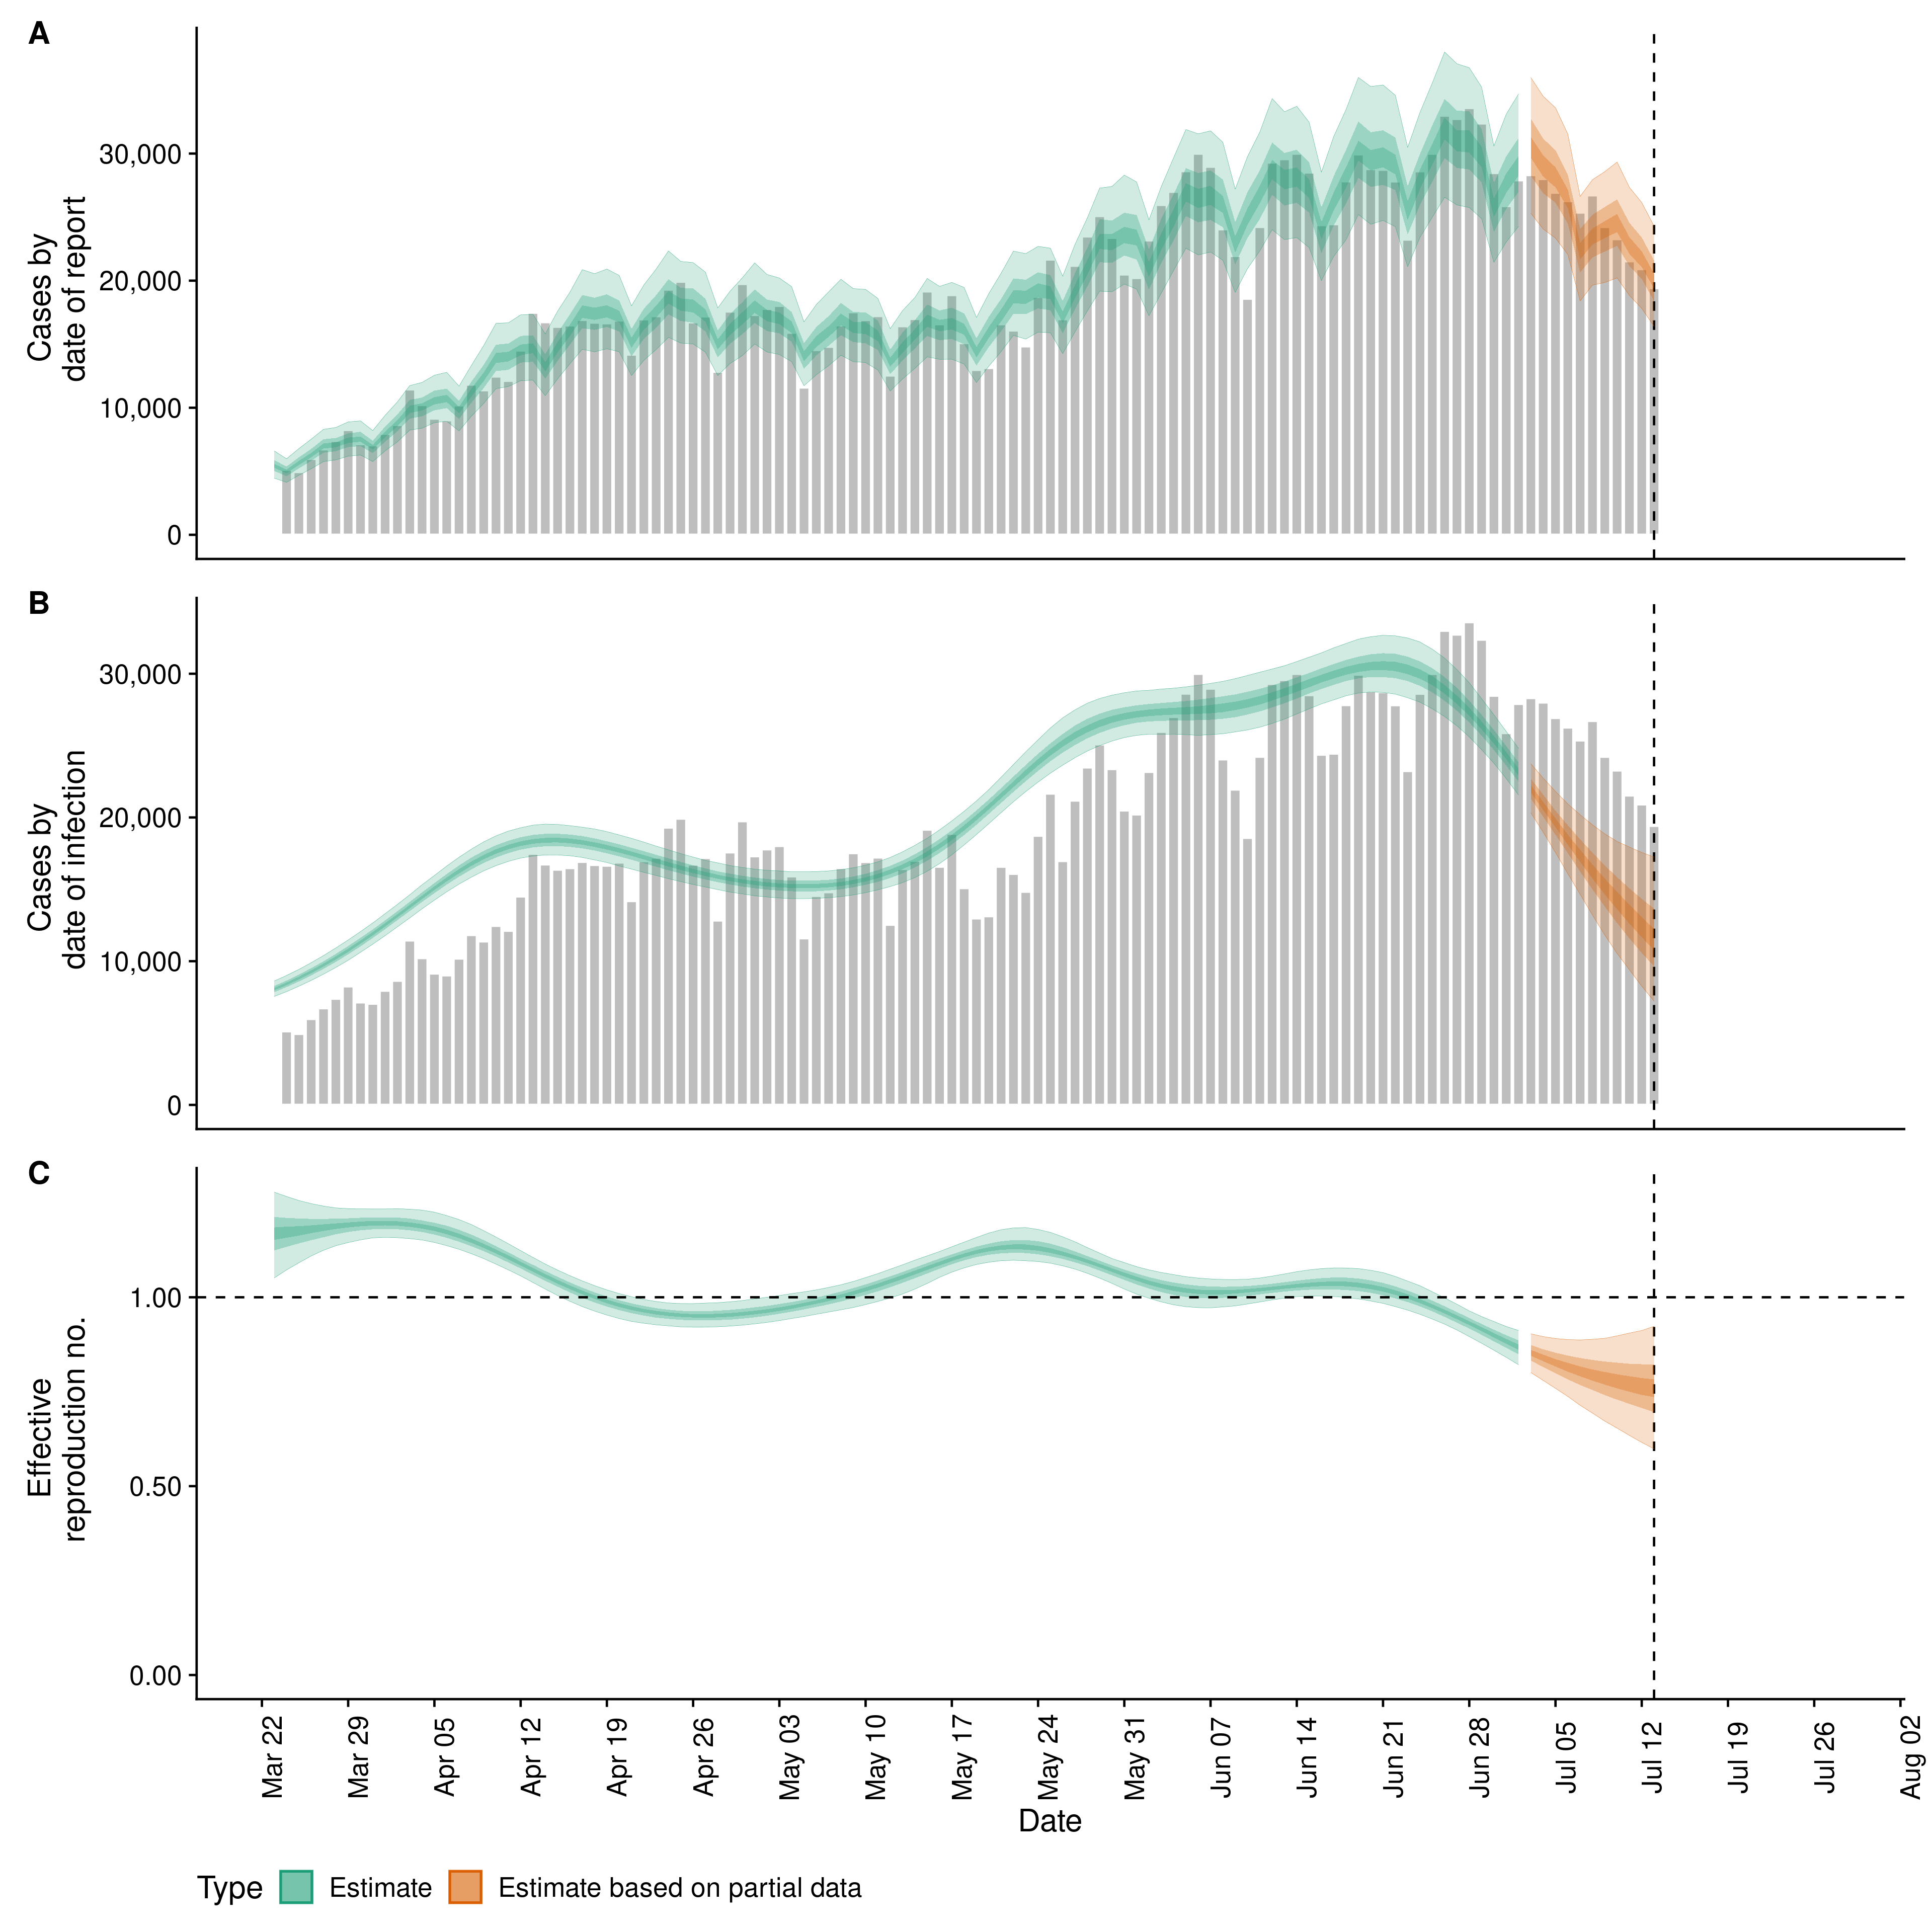 A
Cases by
date of report
30,000
20,000
10,000
0
B
Cases by
date of infection
30,000
20,000
10,000
0
C
Effective
reproduction no.
1.00
0.50
0.00
Mar 22
Mar 29
Apr 05
Apr 12
Apr 19
Apr 26
May 03
May 10
May 17
May 24
May 31
Jun 07
Jun 14
Jun 21
Jun 28
Jul 05
Jul 12
Jul 19
Jul 26
Aug 02
Date
Type Estimate Estimate based on partial data